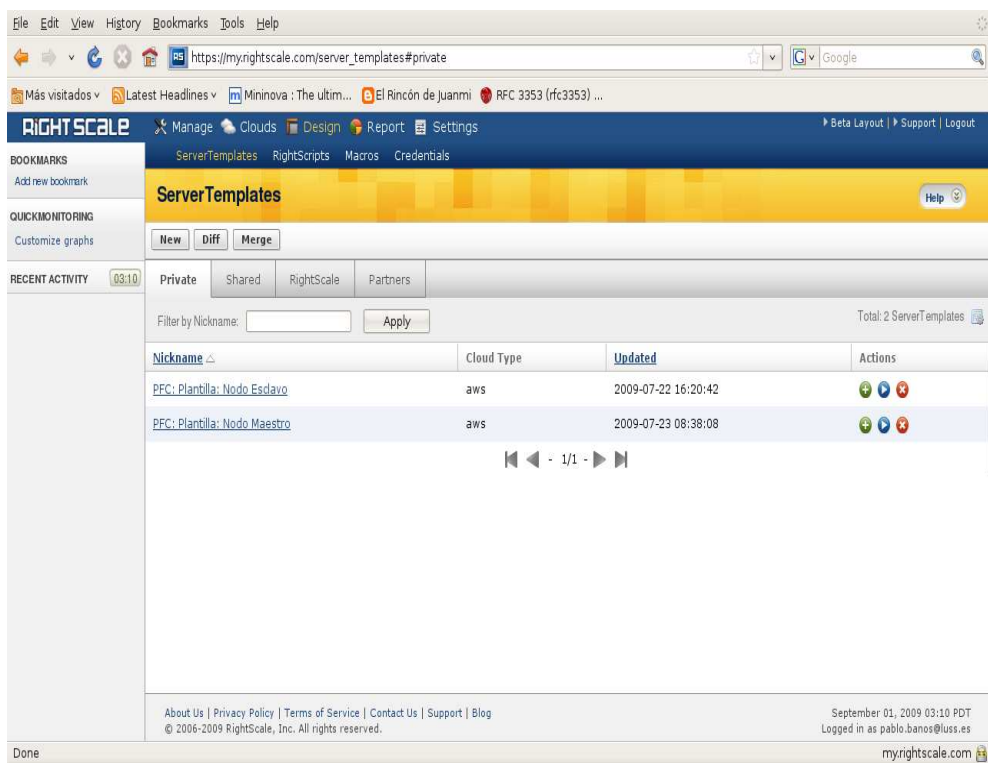 File Edit View History Bookmarks Tools Help
https://my.rightscale.com/server_templates#private
G Google
Más visitados Latest Headlines m Mininova : The ultim... El Rincón de Juanmi RFC 3353 (rfc3353) ...
RIGHTSCALE Manage Clouds Design Report Settings Beta Layout | Support | Logout
ServerTemplates RightScripts Macros Credentials
BOOKMARKS
Add new bookmark
QUICKMONITORING
Customize graphs
RECENT ACTIVITY 03:10
ServerTemplates Help
New Diff Merge
Private Shared RightScale Partners
Filter by Nickname: Apply Total: 2 ServerTemplates
Nickname Cloud Type Updated Actions
PFC: Plantilla: Nodo Esclavo aws 2009-07-22 16:20:42
PFC: Plantilla: Nodo Maestro aws 2009-07-23 08:38:08
- 1/1 -
About Us | Privacy Policy | Terms of Service | Contact Us | Support | Blog September 01, 2009 03:10 PDT
© 2006-2009 RightScale, Inc. All rights reserved. Logged in as pablo.banos@luss.es
Done my.rightscale.com